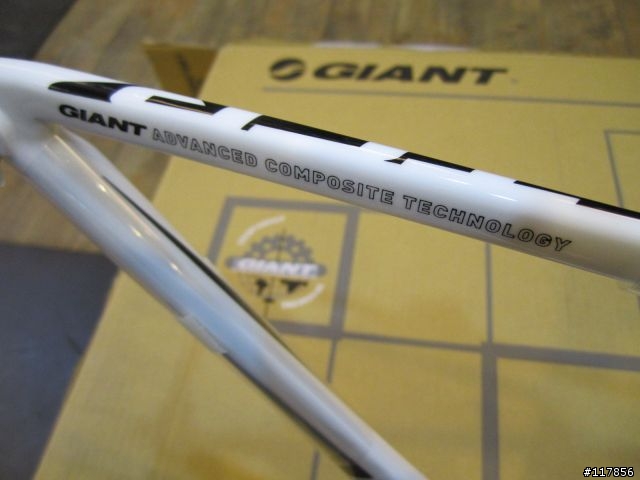 GIANT
GIANT ADVANCED COMPOSITE TECHNOLOGY
GIANT
#117856